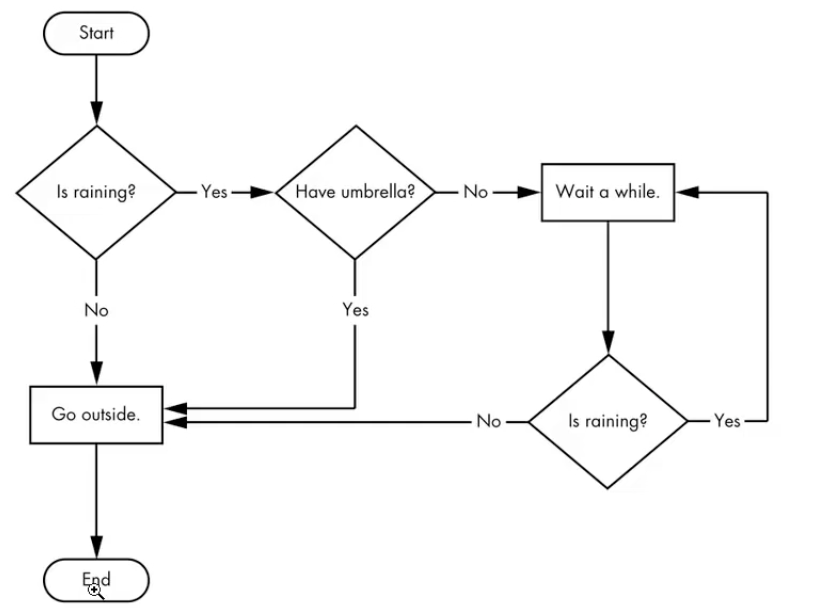 Start
Is raining?
Yes
Have umbrella?
No
Wait a while.
No
Yes
Go outside.
No
Is raining?
Yes
End